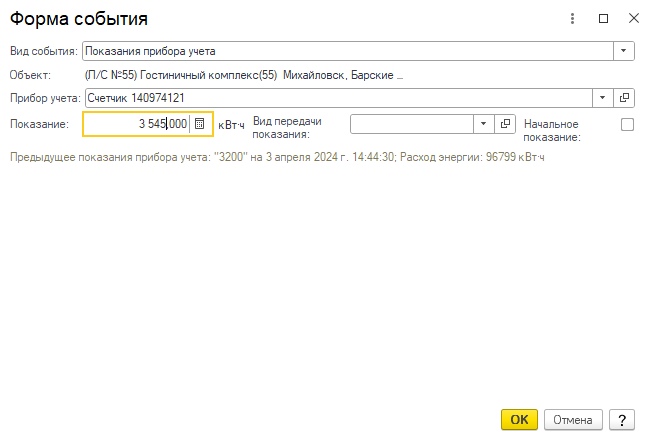 Форма события
Вид события: Показания прибора учета
Объект: (Л/С №55) Гостиничный комплекс(55) Михайловск, Барские ...
Прибор учета: Счетчик 140974121
Показание: 3 545,000 кВт·ч Вид передачи показания: Начальное показание:
Предыдущее показания прибора учета: "3200" на 3 апреля 2024 г. 14:44:30; Расход энергии: 96799 кВт·ч
OK Отмена ?